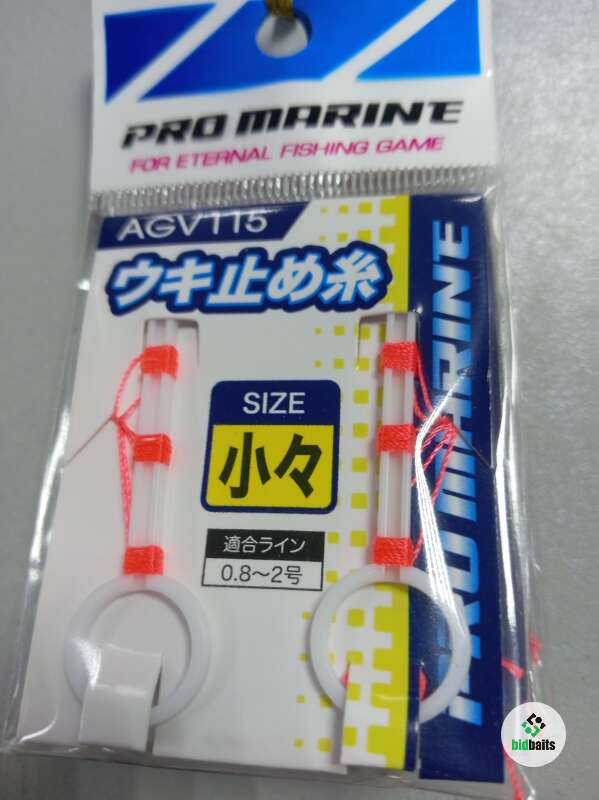 PRO MARINE
FOR ETERNAL FISHING GAME
AGV115
ウキ止め糸
SIZE
小々
適合ライン
0.8～2号
PRO MARINE
bidbaits